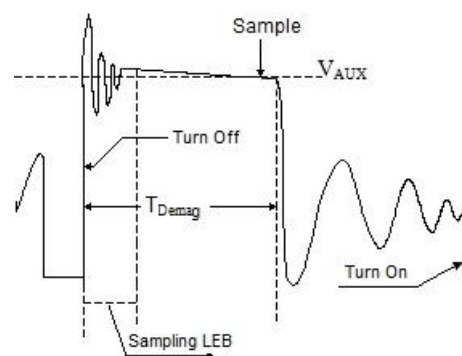 Sample
VAUX
Turn Off
TDemag
Turn On
Sampling LEB